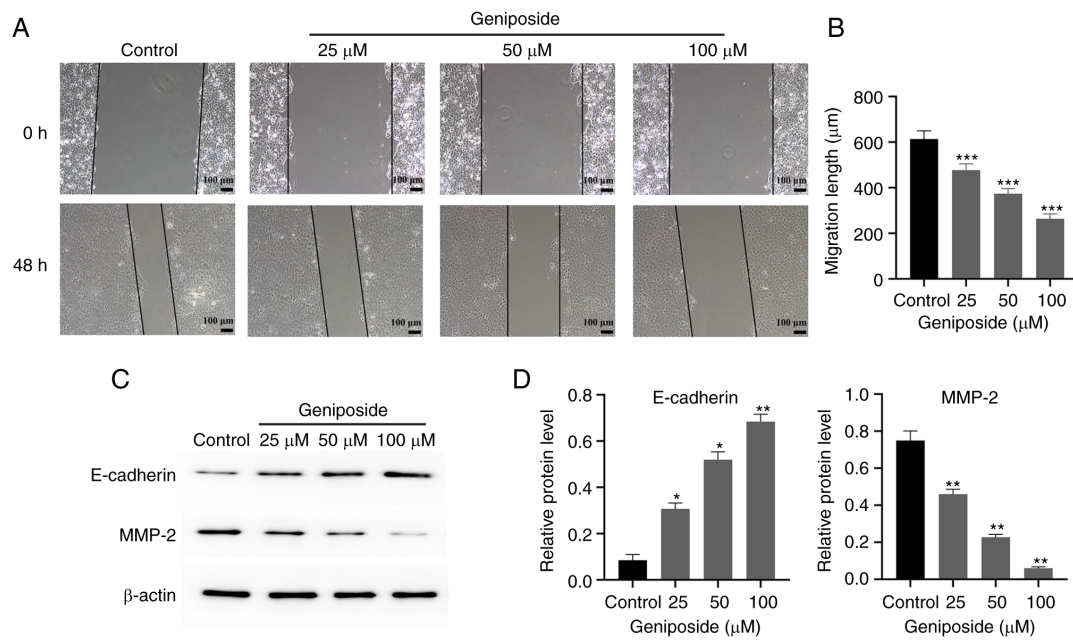 A
Geniposide
Control
25 μM
50 μM
100 μM
0 h
100 μm
100 μm
100 μm
100 μm
48 h
100 μm
100 μm
100 μm
100 μm
B
Migration length (μm)
800
600
400
200
0
***
***
***
Control 25 50 100
Geniposide (μM)
C
Geniposide
Control 25 μM 50 μM 100 μM
E-cadherin
MMP-2
β-actin
D
E-cadherin
Relative protein level
0.8
0.6
0.4
0.2
0.0
*
*
**
Control 25 50 100
Geniposide (μM)
MMP-2
Relative protein level
1.0
0.8
0.6
0.4
0.2
0.0
**
**
**
Control 25 50 100
Geniposide (μM)